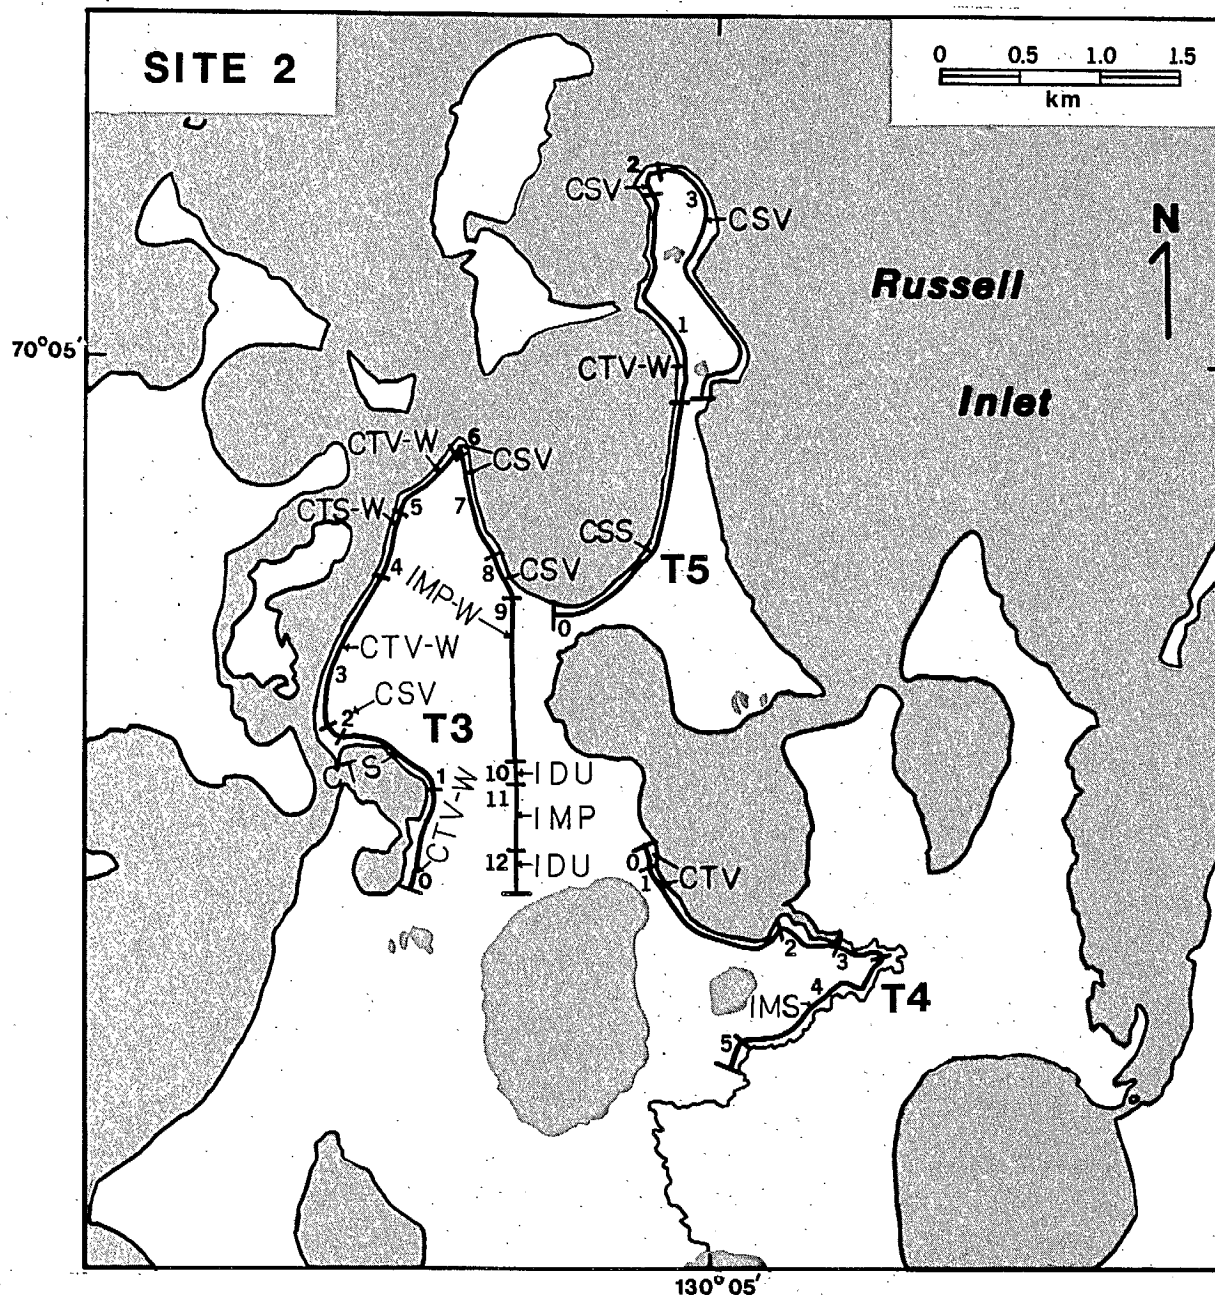 SITE 2
0 0.5 1.0 1.5
km
2
CSV
3
CSV
N
Russell
Inlet
70°05′
1
CTV-W
CTV-W
6
CSV
CTS-W
5
7
CSS
T5
4
IMP-W
8
CSV
9
0
CTV-W
3
CSV
2
T3
CTS
1
CTV-W
10
IDU
11
IMP
12
IDU
0
0
1
CTV
2
3
4
IMS
T4
5
130°05′